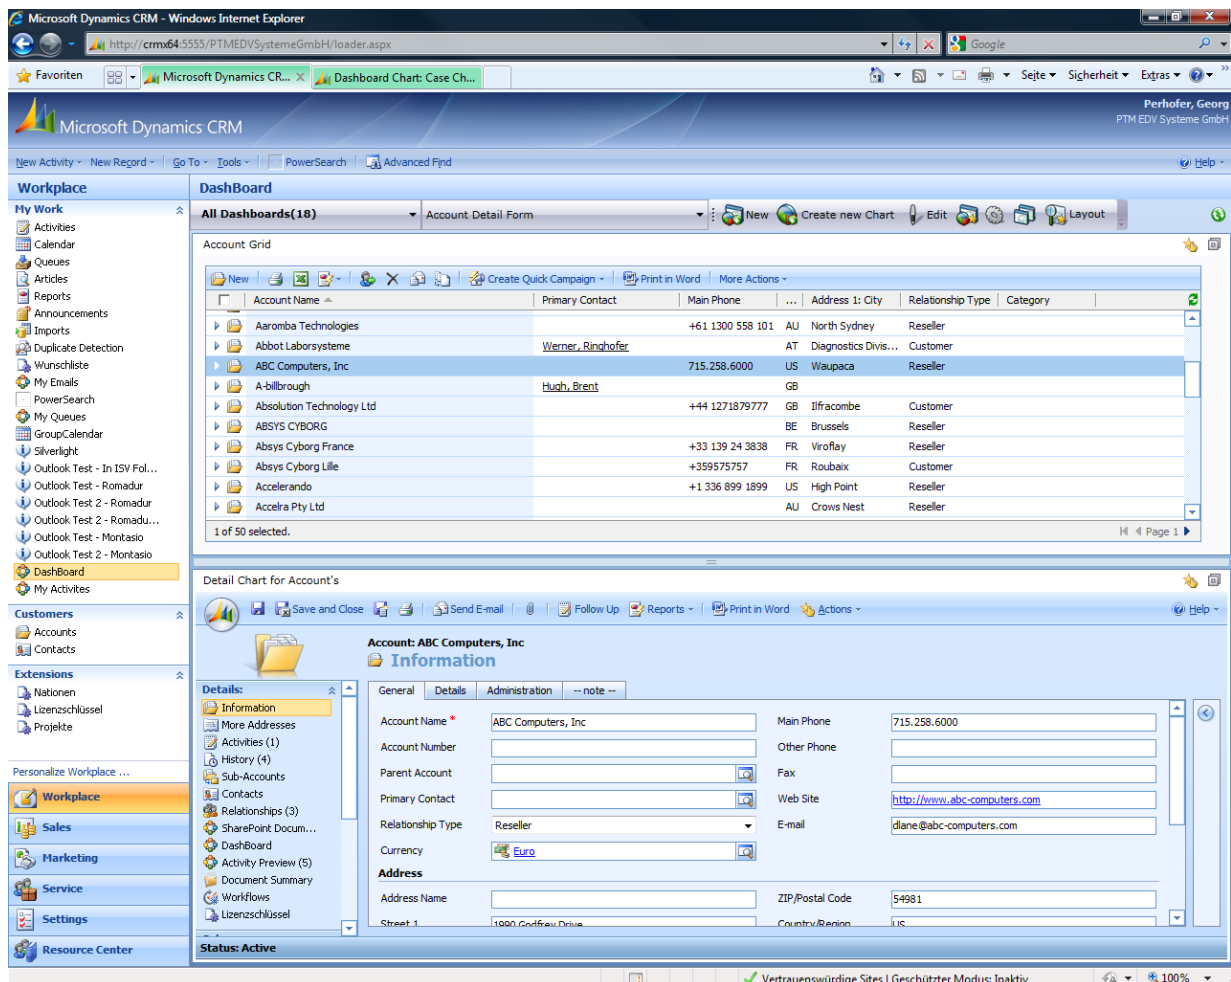 Microsoft Dynamics CRM - Windows Internet Explorer
http://crmx64:5555/PTMEDVSystemeGmbH/loader.aspx
Google
Favoriten
Microsoft Dynamics CR...
Dashboard Chart: Case Ch...
Seite
Sicherheit
Extras
Microsoft Dynamics CRM
Perhofer, Georg
PTM EDV Systeme GmbH
New Activity New Record Go To Tools PowerSearch Advanced Find Help
Workplace
My Work
Activities
Calendar
Queues
Articles
Reports
Announcements
Imports
Duplicate Detection
Wunschliste
My Emails
PowerSearch
My Queues
GroupCalendar
Silverlight
Outlook Test - In ISV Fol...
Outlook Test - Romadur
Outlook Test 2 - Romadur
Outlook Test 2 - Romadu...
Outlook Test - Montasio
Outlook Test 2 - Montasio
DashBoard
My Activites
Customers
Accounts
Contacts
Extensions
Nationen
Lizenzschlüssel
Projekte
Personalize Workplace ...
Workplace
Sales
Marketing
Service
Settings
Resource Center
DashBoard
All Dashboards(18) Account Detail Form New Create new Chart Edit Layout
Account Grid
New Create Quick Campaign Print in Word More Actions
Account Name Primary Contact Main Phone ... Address 1: City Relationship Type Category
Aaromba Technologies +61 1300 558 101 AU North Sydney Reseller
Abbot Laborsysteme Werner, Ringhofer AT Diagnostics Divis... Customer
ABC Computers, Inc 715.258.6000 US Waupaca Reseller
A-billbrough Hugh, Brent GB
Absolution Technology Ltd +44 1271879777 GB Ilfracombe Customer
ABSYS CYBORG BE Brussels Reseller
Absys Cyborg France +33 139 24 3838 FR Viroflay Reseller
Absys Cyborg Lille +359575757 FR Roubaix Customer
Accelerando +1 336 899 1899 US High Point Reseller
Accelra Pty Ltd AU Crows Nest Reseller
1 of 50 selected. Page 1
Detail Chart for Account's
Save and Close Send E-mail Follow Up Reports Print in Word Actions Help
Account: ABC Computers, Inc
Information
Details:
Information
More Addresses
Activities (1)
History (4)
Sub-Accounts
Contacts
Relationships (3)
SharePoint Docum...
DashBoard
Activity Preview (5)
Document Summary
Workflows
Lizenzschlüssel
General Details Administration -- note --
Account Name * ABC Computers, Inc Main Phone 715.258.6000
Account Number Other Phone
Parent Account Fax
Primary Contact Web Site http://www.abc-computers.com
Relationship Type Reseller E-mail dlane@abc-computers.com
Currency Euro
Address
Address Name ZIP/Postal Code 54981
Street 1 1990 Godfrey Drive Country/Region US
Status: Active
Vertrauenswürdige Sites | Geschützter Modus: Inaktiv 100%